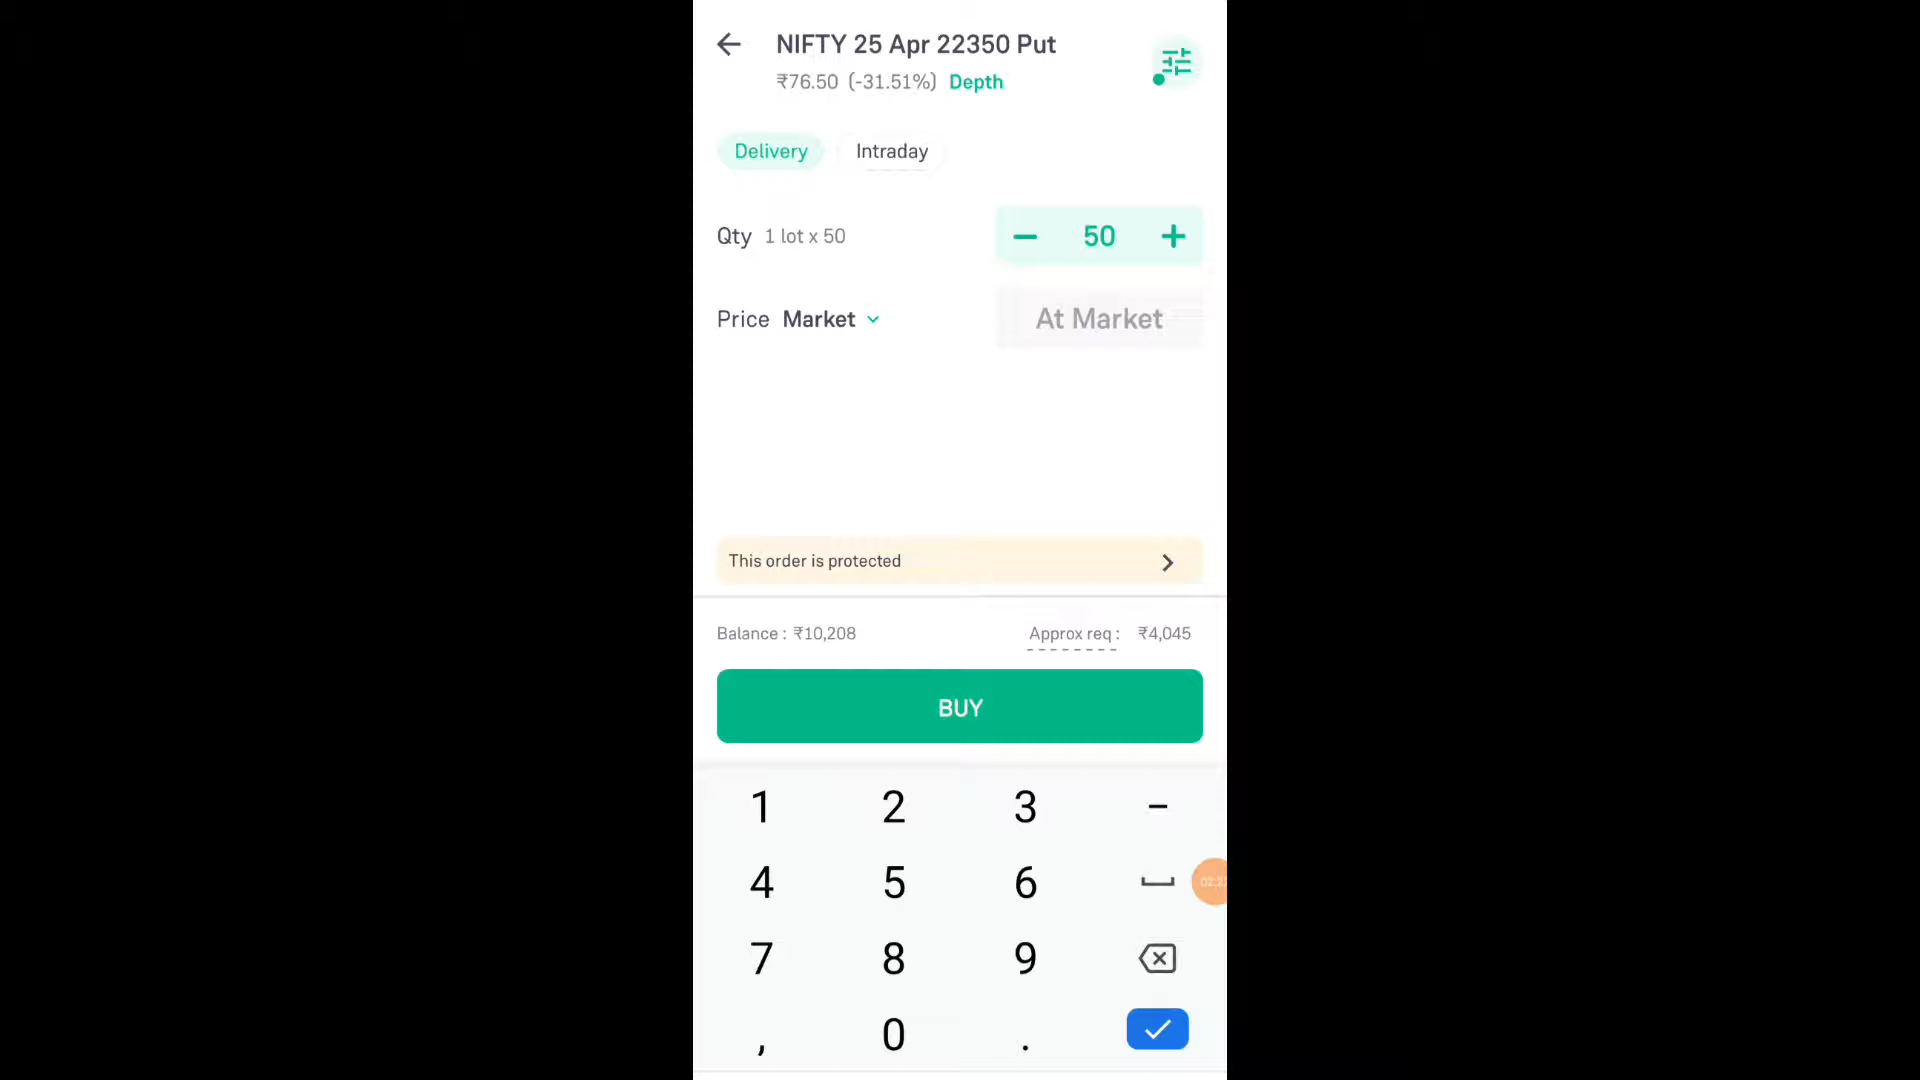 NIFTY 25 Apr 22350 Put
₹76.50 (-31.51%) Depth
Delivery Intraday
Qty 1 lot x 50 50
Price Market At Market
This order is protected
Balance : ₹10,208 Approx req : ₹4,045
BUY
1 2 3 -
4 5 6
7 8 9
, 0 .